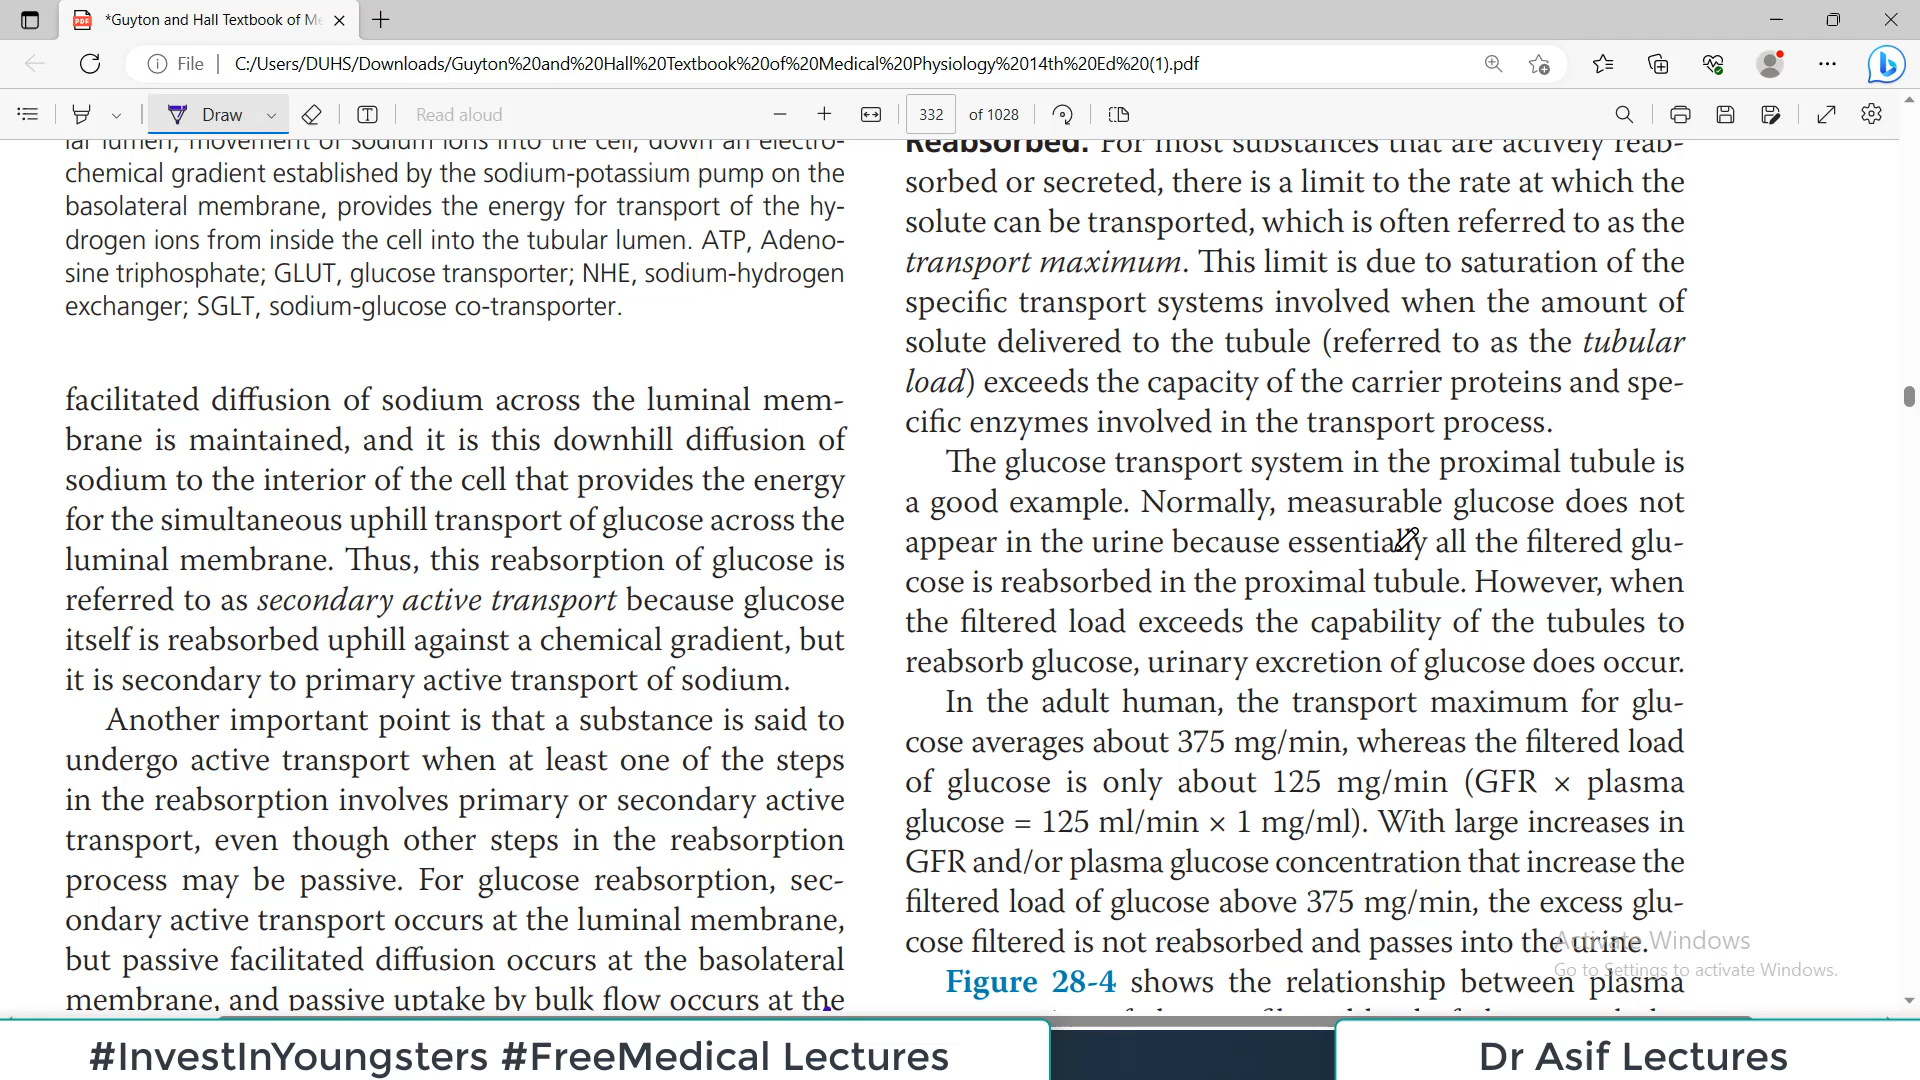 *Guyton and Hall Textbook of Me
File
C:/Users/DUHS/Downloads/Guyton%20and%20Hall%20Textbook%20of%20Medical%20Physiology%2014th%20Ed%20(1).pdf
Draw
Read aloud
332
of 1028
lar lumen, movement of sodium ions into the cell, down an electro-
chemical gradient established by the sodium-potassium pump on the
basolateral membrane, provides the energy for transport of the hy-
drogen ions from inside the cell into the tubular lumen. ATP, Adeno-
sine triphosphate; GLUT, glucose transporter; NHE, sodium-hydrogen
exchanger; SGLT, sodium-glucose co-transporter.
facilitated diffusion of sodium across the luminal mem-
brane is maintained, and it is this downhill diffusion of
sodium to the interior of the cell that provides the energy
for the simultaneous uphill transport of glucose across the
luminal membrane. Thus, this reabsorption of glucose is
referred to as secondary active transport because glucose
itself is reabsorbed uphill against a chemical gradient, but
it is secondary to primary active transport of sodium.
Another important point is that a substance is said to
undergo active transport when at least one of the steps
in the reabsorption involves primary or secondary active
transport, even though other steps in the reabsorption
process may be passive. For glucose reabsorption, sec-
ondary active transport occurs at the luminal membrane,
but passive facilitated diffusion occurs at the basolateral
membrane, and passive uptake by bulk flow occurs at the
Reabsorbed. For most substances that are actively reab-
sorbed or secreted, there is a limit to the rate at which the
solute can be transported, which is often referred to as the
transport maximum. This limit is due to saturation of the
specific transport systems involved when the amount of
solute delivered to the tubule (referred to as the tubular
load) exceeds the capacity of the carrier proteins and spe-
cific enzymes involved in the transport process.
The glucose transport system in the proximal tubule is
a good example. Normally, measurable glucose does not
appear in the urine because essentially all the filtered glu-
cose is reabsorbed in the proximal tubule. However, when
the filtered load exceeds the capability of the tubules to
reabsorb glucose, urinary excretion of glucose does occur.
In the adult human, the transport maximum for glu-
cose averages about 375 mg/min, whereas the filtered load
of glucose is only about 125 mg/min (GFR × plasma
glucose = 125 ml/min × 1 mg/ml). With large increases in
GFR and/or plasma glucose concentration that increase the
filtered load of glucose above 375 mg/min, the excess glu-
cose filtered is not reabsorbed and passes into the urine.
Figure 28-4 shows the relationship between plasma
Activate Windows
Go to Settings to activate Windows.
#InvestInYoungsters #FreeMedical Lectures
Dr Asif Lectures